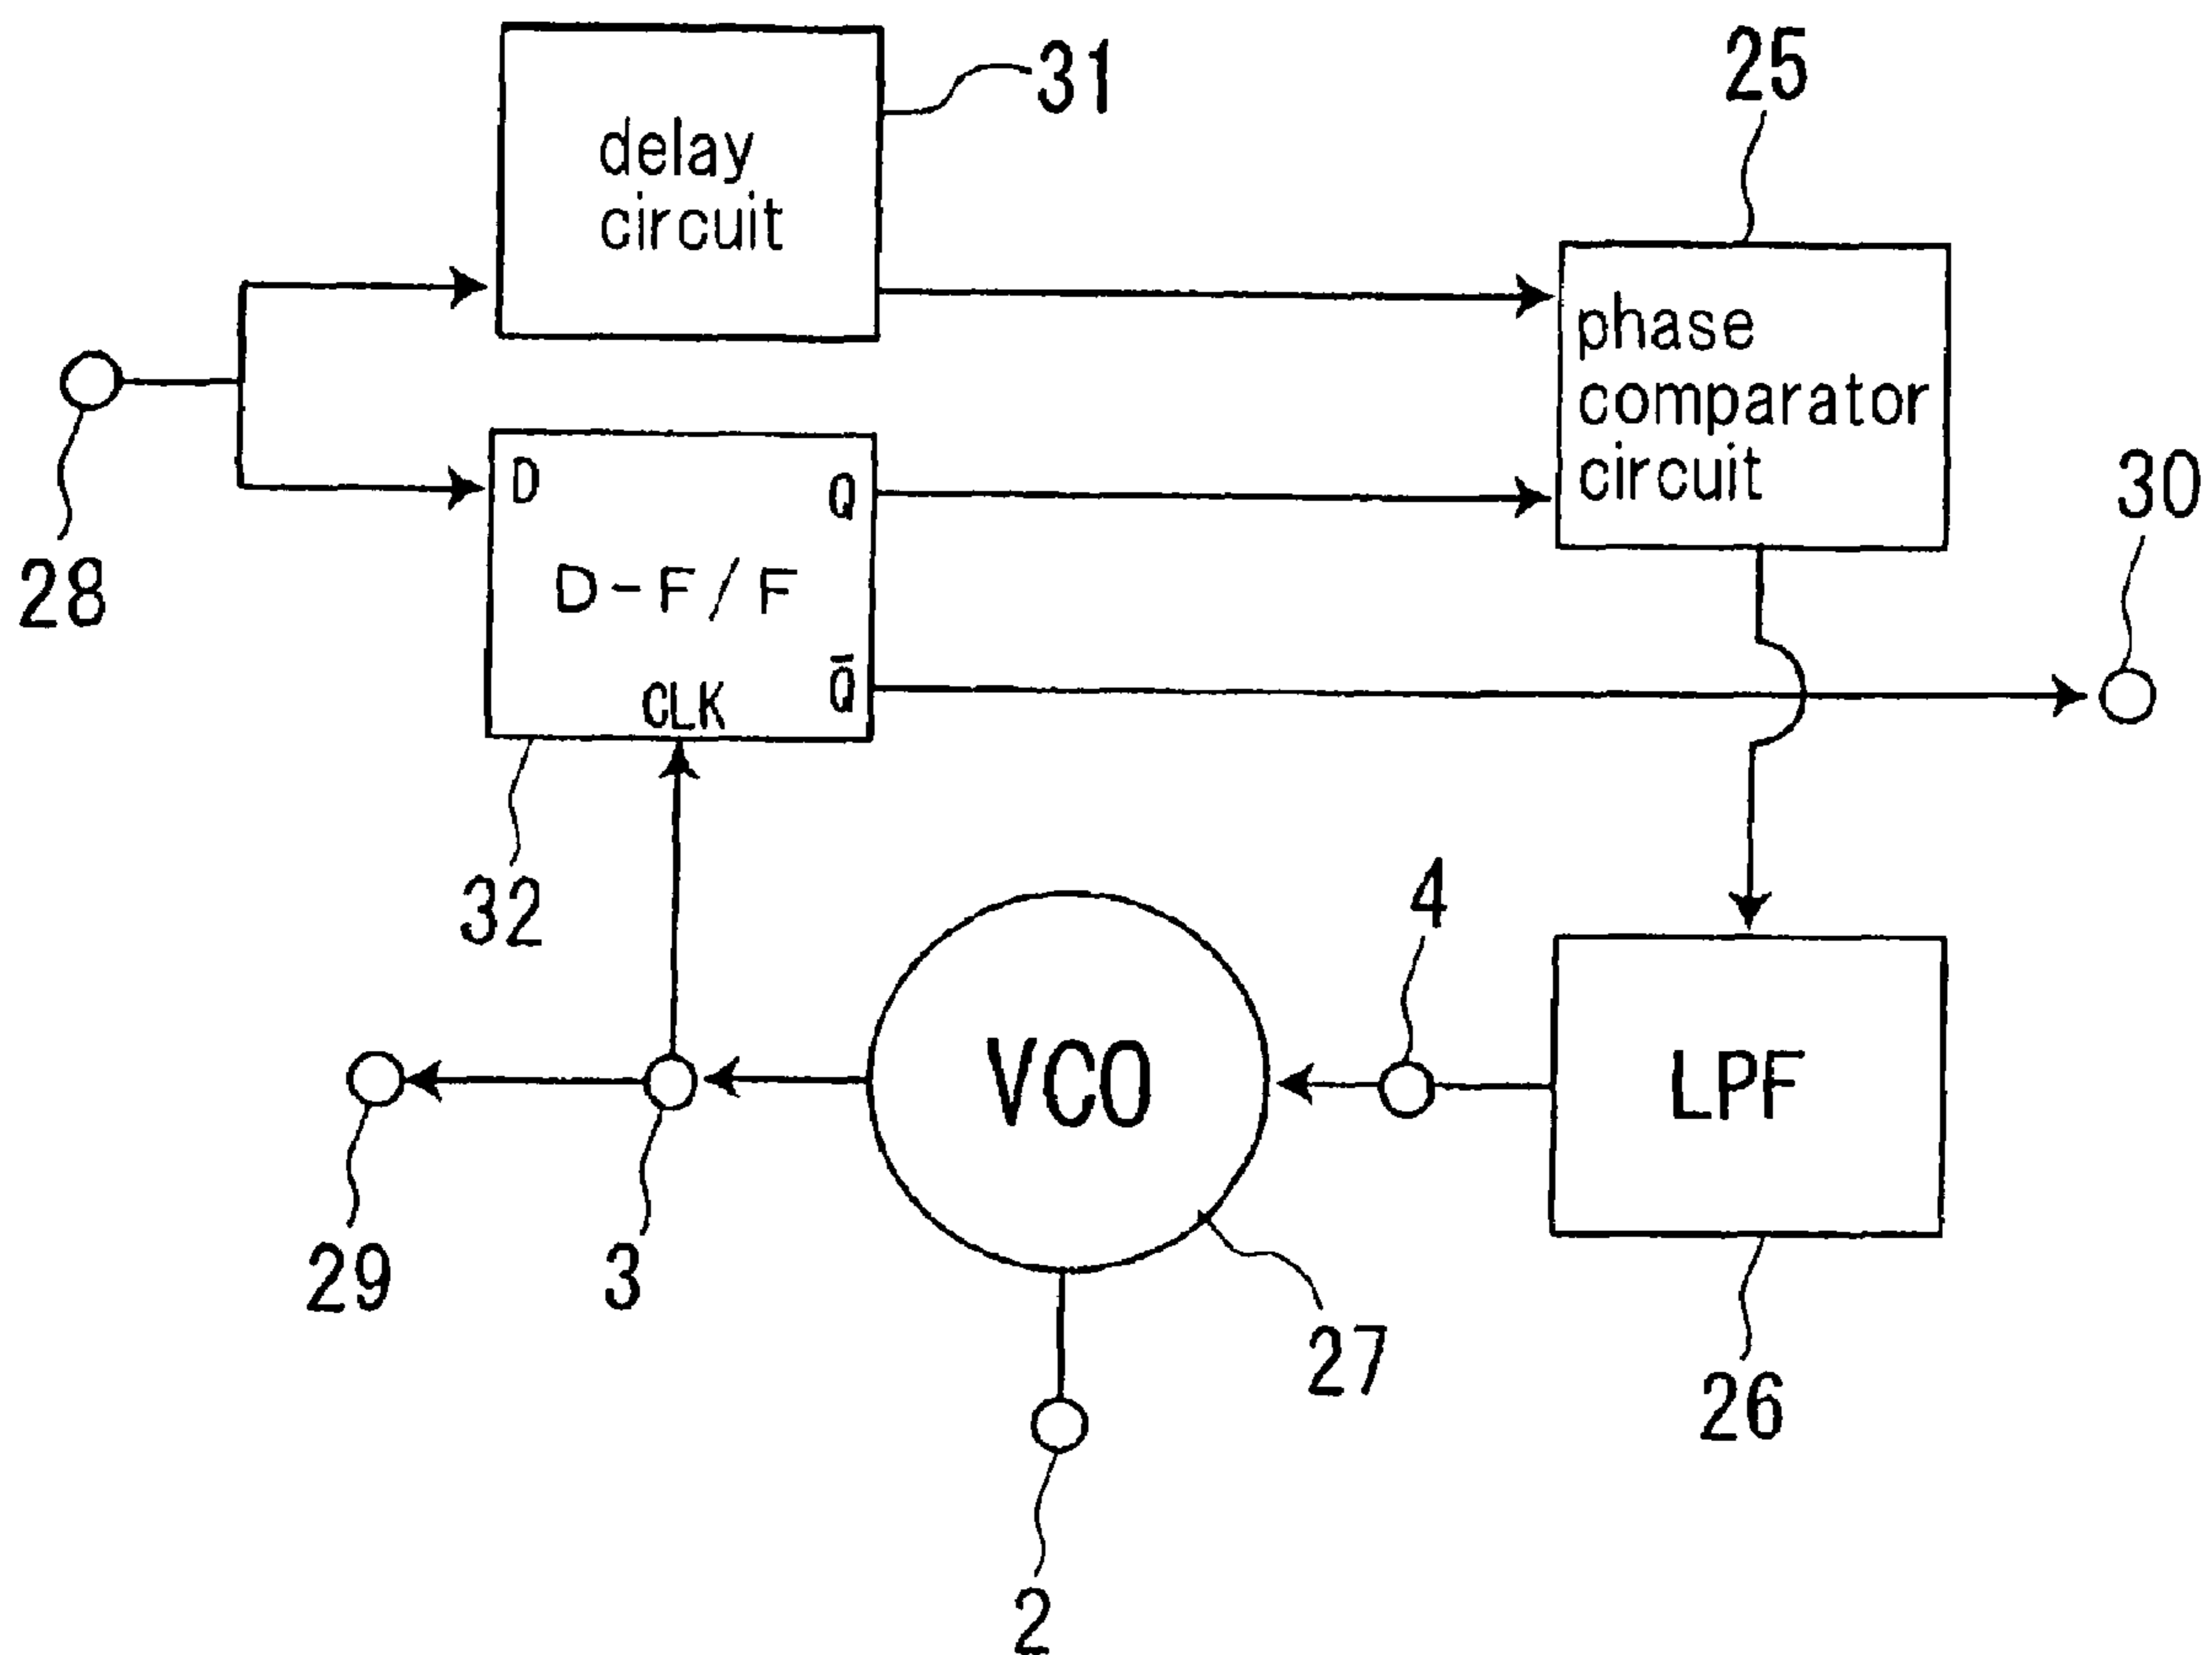 31
25
delay
circuit
phase
comparator
circuit
28
30
D
Q
D-F/F
Q̄
CLK
32
4
VCO
LPF
29
3
27
26
2